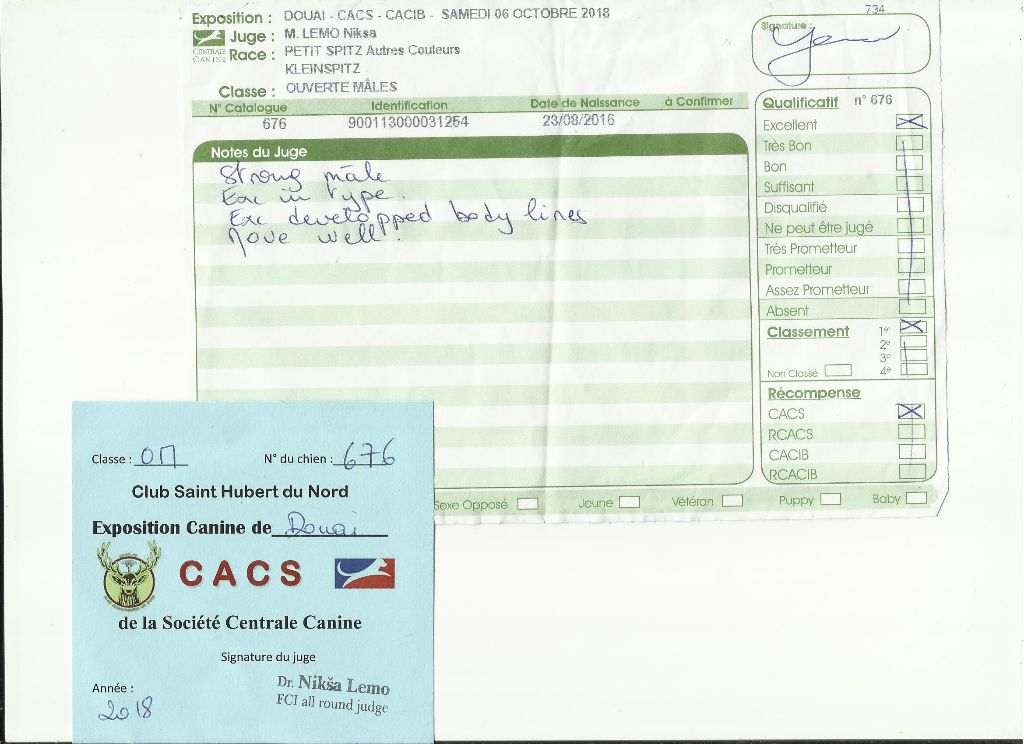 734
Exposition : DOUAI - CACS - CACIB - SAMEDI 06 OCTOBRE 2018
Juge : M. LEMO Niksa
CENTRALE CANINE
Race : PETIT SPITZ Autres Couleurs
KLEINSPITZ
Classe : OUVERTE MÂLES
Signature :
N° Catalogue Identification Date de Naissance à Confirmer
676 900113000031254 23/08/2016
Notes du Juge
Strong mâle
Exc in type.
Exc developped body lines
Move well.
Qualificatif n° 676
Excellent
Très Bon
Bon
Suffisant
Disqualifié
Ne peut être jugé
Très Prometteur
Prometteur
Assez Prometteur
Absent
Classement 1er
2e
3e
Non Classé 4e
Récompense
CACS
RCACS
CACIB
RCACIB
Sexe Opposé Jeune Vétéran Puppy Baby
Classe : OM N° du chien : 676
Club Saint Hubert du Nord
Exposition Canine de Douai
CACS
de la Société Centrale Canine
Signature du juge
Dr. Nikša Lemo
FCI all round judge
Année :
2018